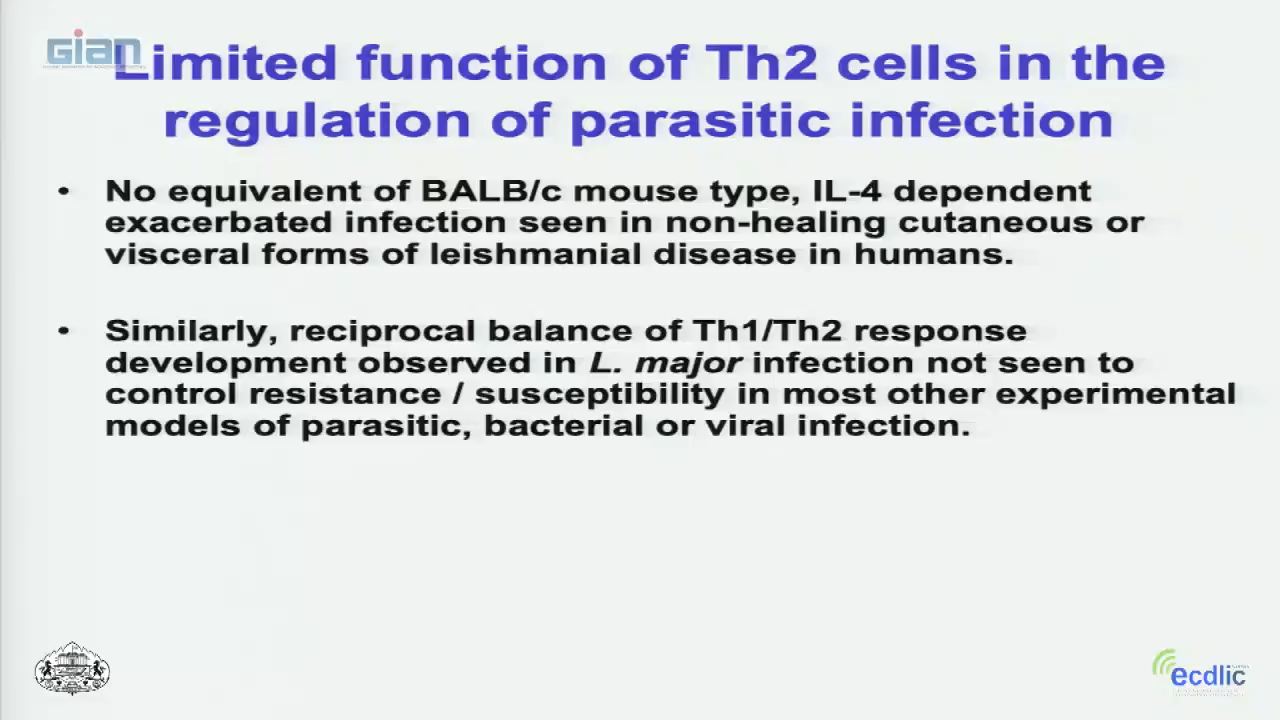 GIAN
Limited function of Th2 cells in the
regulation of parasitic infection
• No equivalent of BALB/c mouse type, IL-4 dependent
exacerbated infection seen in non-healing cutaneous or
visceral forms of leishmanial disease in humans.
• Similarly, reciprocal balance of Th1/Th2 response
development observed in L. major infection not seen to
control resistance / susceptibility in most other experimental
models of parasitic, bacterial or viral infection.
ecdlic